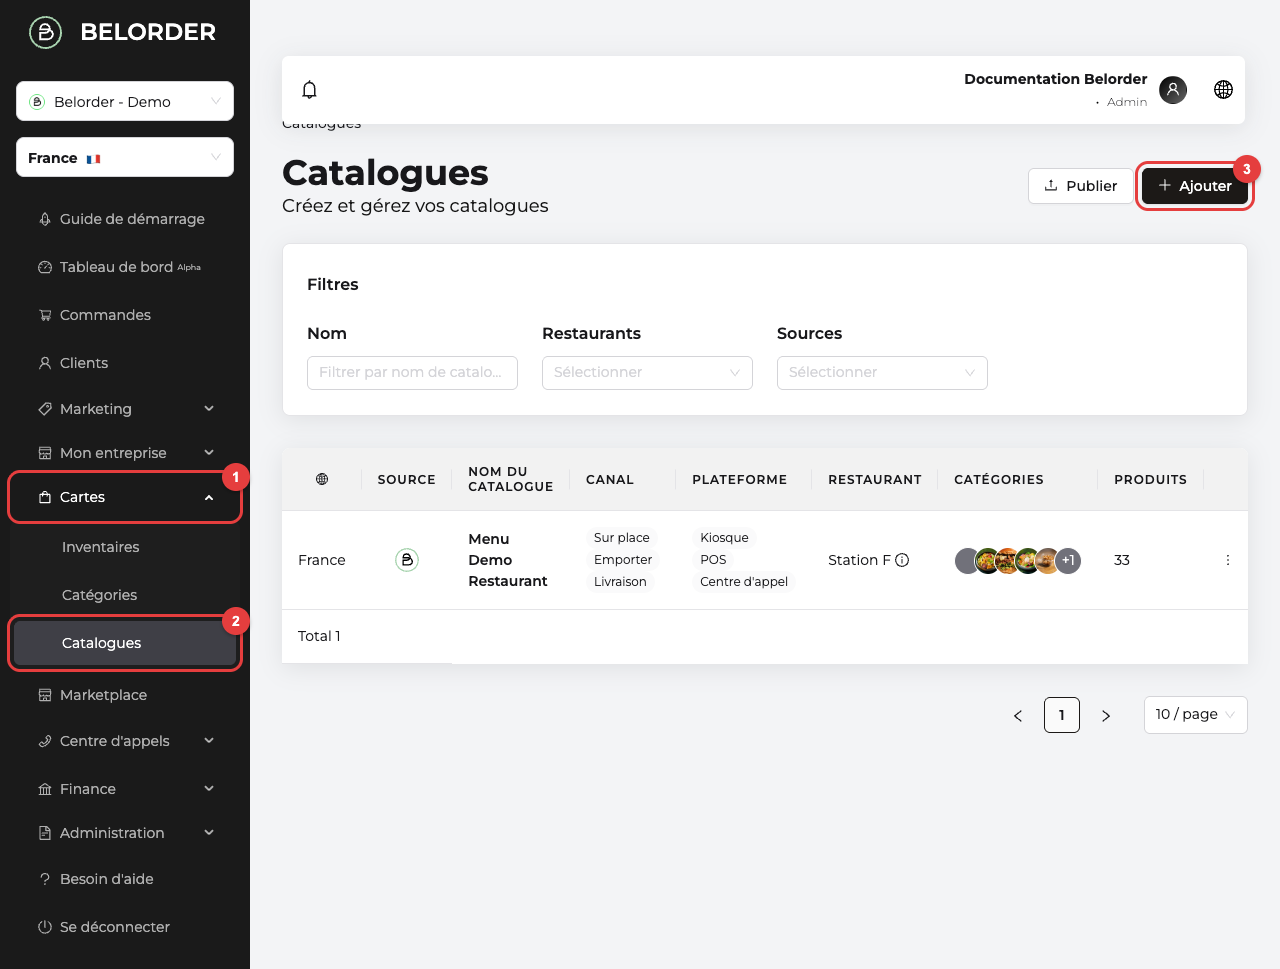 BELORDER
Belorder - Demo
France
Guide de démarrage
Tableau de bord Alpha
Commandes
Clients
Marketing
Mon entreprise
1
Cartes
Inventaires
Catégories
2
Catalogues
Marketplace
Centre d'appels
Finance
Administration
Besoin d'aide
Se déconnecter
Documentation Belorder
• Admin
Catalogues
Catalogues
Créez et gérez vos catalogues
Publier
Ajouter
3
Filtres
Nom Restaurants Sources
Filtrer par nom de catalo... Sélectionner Sélectionner
SOURCE NOM DU CATALOGUE CANAL PLATEFORME RESTAURANT CATÉGORIES PRODUITS
France
Menu
Demo
Restaurant
Sur place
Emporter
Livraison
Kiosque
POS
Centre d'appel
Station F
+1
33
Total 1
1
10 / page